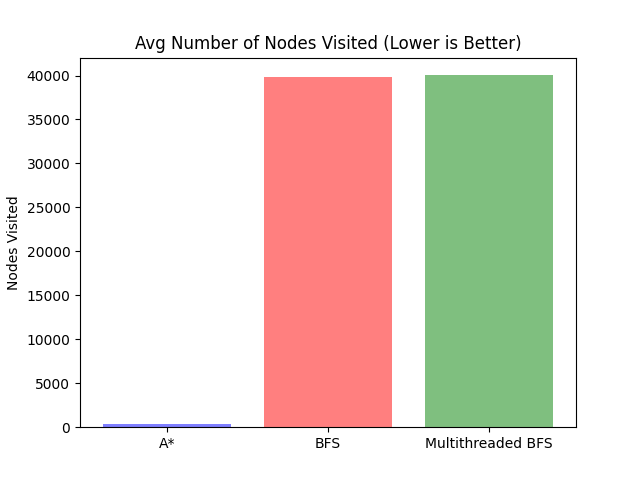 Avg Number of Nodes Visited (Lower is Better)
Nodes Visited
40000
35000
30000
25000
20000
15000
10000
5000
0
A*
BFS
Multithreaded BFS